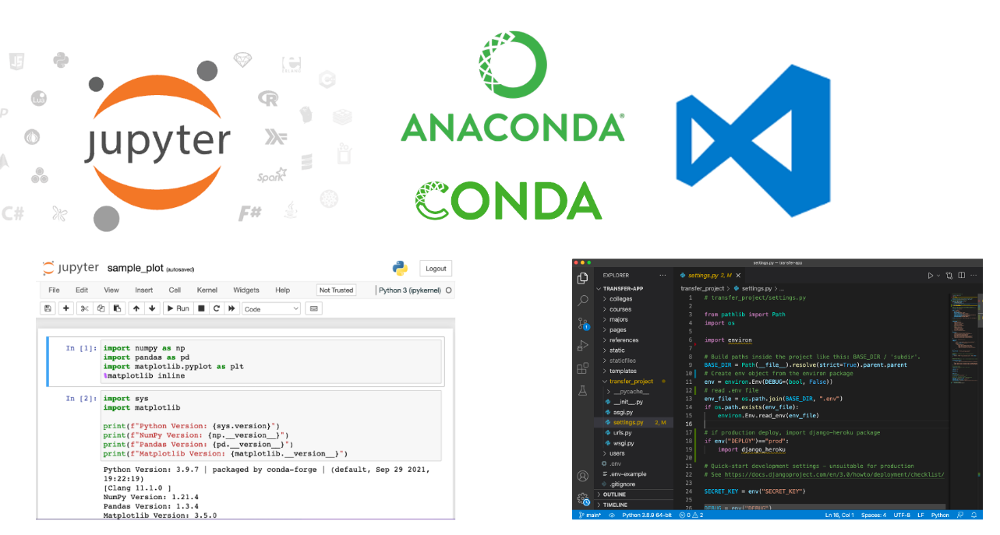 JS
ERLANG
C
Lua
R
P
jupyter
Spark
C#
F#
ANACONDA®
CONDA
jupyter sample_plot (autosaved)
Logout
File Edit View Insert Cell Kernel Widgets Help Not Trusted Python 3 (ipykernel)
Run Code
In [1]: import numpy as np
import pandas as pd
import matplotlib.pyplot as plt
%matplotlib inline
In [2]: import sys
import matplotlib
print(f"Python Version: {sys.version}")
print(f"NumPy Version: {np.__version__}")
print(f"Pandas Version: {pd.__version__}")
print(f"Matplotlib Version: {matplotlib.__version__}")
Python Version: 3.9.7 | packaged by conda-forge | (default, Sep 29 2021,
19:22:19)
[Clang 11.1.0 ]
NumPy Version: 1.21.4
Pandas Version: 1.3.4
Matplotlib Version: 3.5.0
settings.py — transfer-app
EXPLORER
TRANSFER-APP
colleges
courses
majors
pages
references
static
staticfiles
templates
transfer_project
__pycache__
__init__.py
asgi.py
settings.py 2, M
urls.py
wsgi.py
users
.env
.env-example
.gitignore
OUTLINE
TIMELINE
1
settings.py 2, M
transfer_project > settings.py > ...
1 # transfer_project/settings.py
2
3 from pathlib import Path
4 import os
5
6 import environ
7
8 # Build paths inside the project like this: BASE_DIR / 'subdir'.
9 BASE_DIR = Path(__file__).resolve(strict=True).parent.parent
10 # Create env object from the environ package
11 env = environ.Env(DEBUG=(bool, False))
12 # read .env file
13 env_file = os.path.join(BASE_DIR, ".env")
14 if os.path.exists(env_file):
15 environ.Env.read_env(env_file)
16
17 # if production deploy, import django-heroku package
18 if env("DEPLOY")=="prod":
19 import django_heroku
20
21 # Quick-start development settings - unsuitable for production
22 # See https://docs.djangoproject.com/en/3.0/howto/deployment/checklist/
23
24 SECRET_KEY = env("SECRET_KEY")
25
26 DEBUG = env("DEBUG")
main* Python 3.8.9 64-bit 0 2 Ln 16, Col 1 Spaces: 4 UTF-8 LF Python